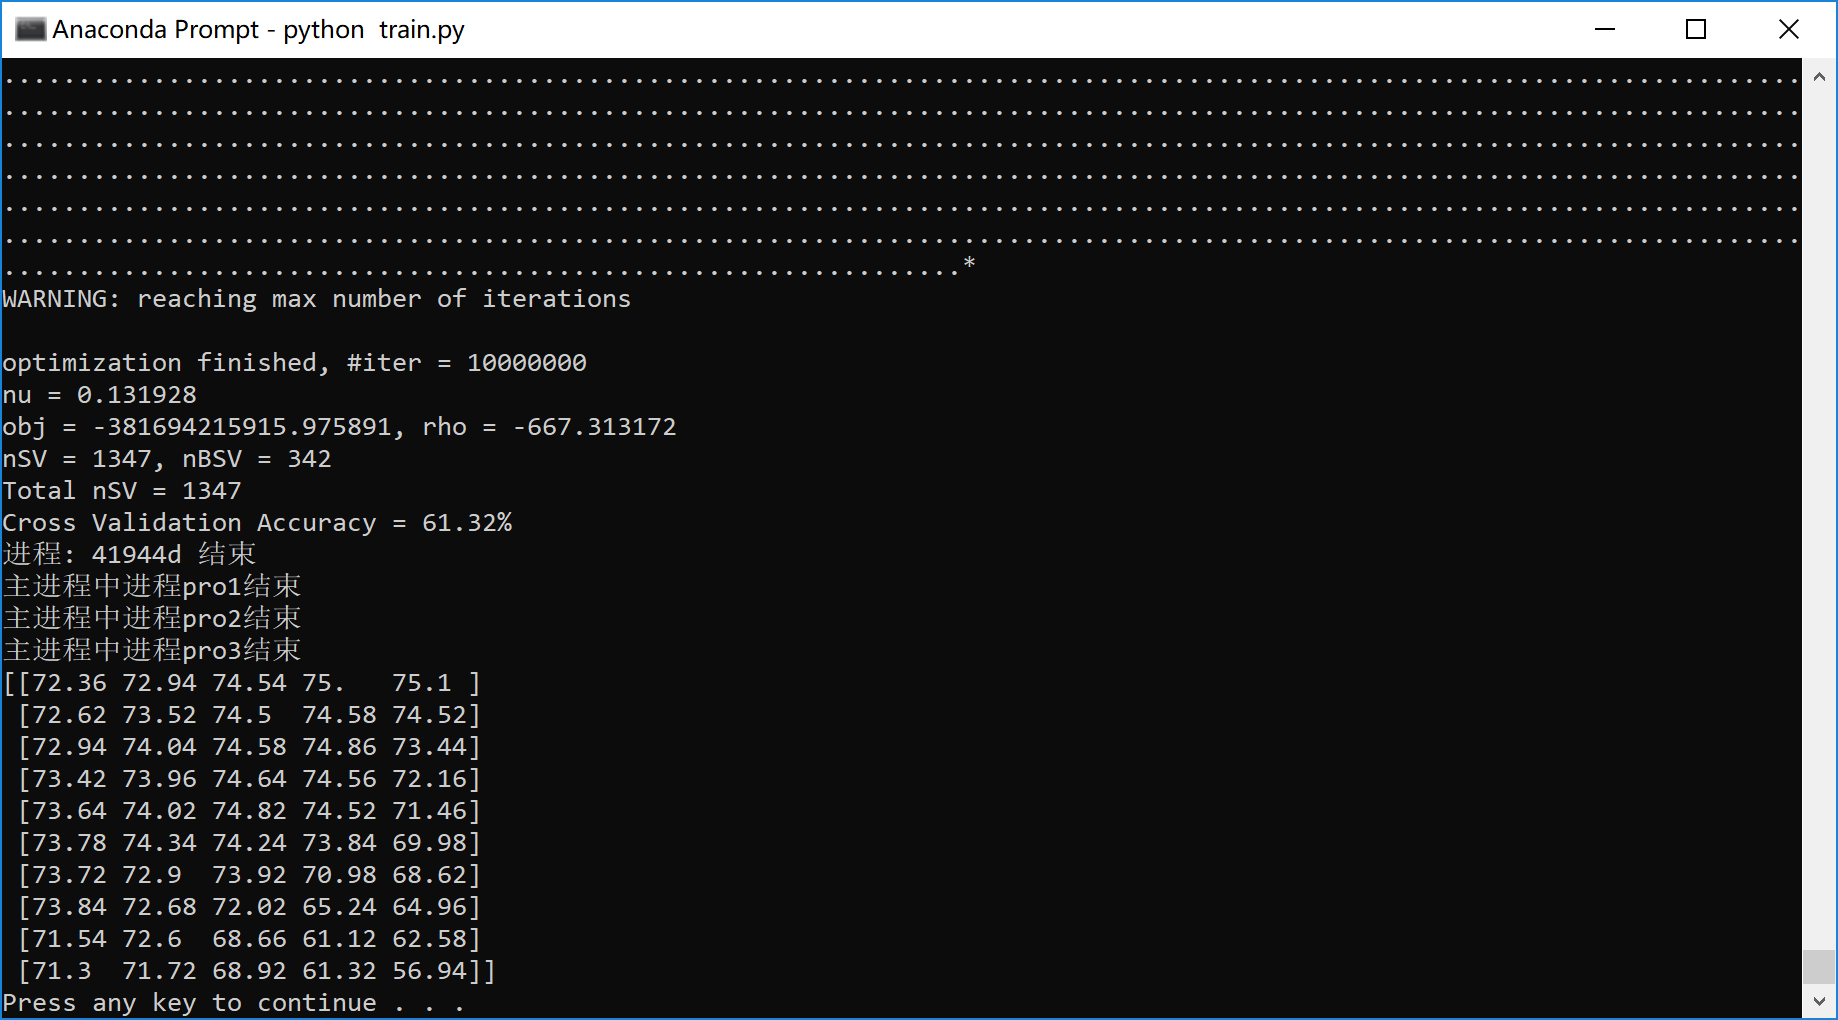 Anaconda Prompt - python  train.py
........................................................................................................................
........................................................................................................................
........................................................................................................................
........................................................................................................................
........................................................................................................................
........................................................................................................................
................................................................*
WARNING: reaching max number of iterations
optimization finished, #iter = 10000000
nu = 0.131928
obj = -381694215915.975891, rho = -667.313172
nSV = 1347, nBSV = 342
Total nSV = 1347
Cross Validation Accuracy = 61.32%
进程: 41944d 结束
主进程中进程pro1结束
主进程中进程pro2结束
主进程中进程pro3结束
[[72.36 72.94 74.54 75.   75.1 ]
 [72.62 73.52 74.5  74.58 74.52]
 [72.94 74.04 74.58 74.86 73.44]
 [73.42 73.96 74.64 74.56 72.16]
 [73.64 74.02 74.82 74.52 71.46]
 [73.78 74.34 74.24 73.84 69.98]
 [73.72 72.9  73.92 70.98 68.62]
 [73.84 72.68 72.02 65.24 64.96]
 [71.54 72.6  68.66 61.12 62.58]
 [71.3  71.72 68.92 61.32 56.94]]
Press any key to continue . . .